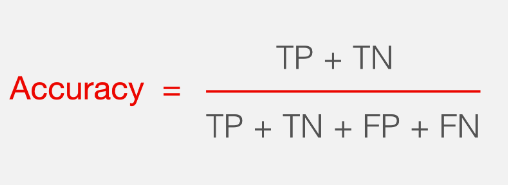 TP + TN
Accuracy =
TP + TN + FP + FN